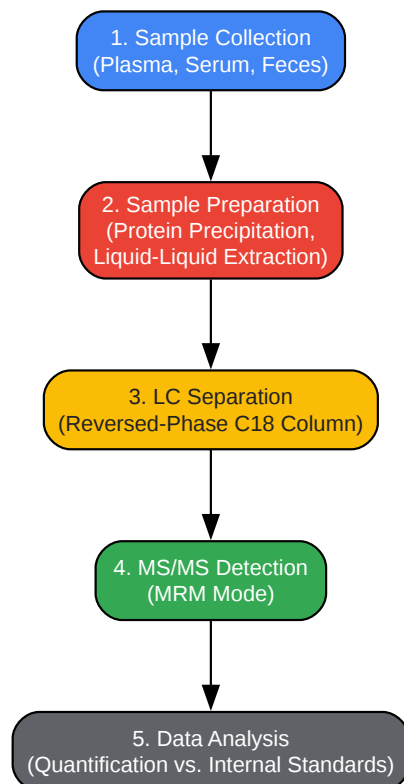 1. Sample Collection
(Plasma, Serum, Feces)
2. Sample Preparation
(Protein Precipitation,
Liquid-Liquid Extraction)
3. LC Separation
(Reversed-Phase C18 Column)
4. MS/MS Detection
(MRM Mode)
5. Data Analysis
(Quantification vs. Internal Standards)